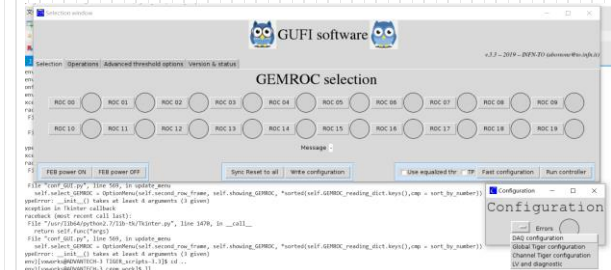 Selection window
GUFI software
Selection Operations Advanced threshold options Version & status
GEMROC selection
ROC 00 ROC 01 ROC 02 ROC 03 ROC 04 ROC 05 ROC 06 ROC 07 ROC 08 ROC 09
ROC 10 ROC 11 ROC 12 ROC 13 ROC 14 ROC 15 ROC 16 ROC 17 ROC 18 ROC 19
Message
FEB power ON FEB power OFF Sync Reset to all Write configuration Use equalized thr TP Fast configuration Run controller
File "conf_GUI.py", line 569, in update_menu
self.select_GEMROC = OptionMenu(self.second_row_frame, self.showing_GEMROC, *sorted(self.GEMROC_reading_dict.keys(),cmp = sort_by_number))
ypeError: __init__() takes at least 4 arguments (3 given)
xception in Tkinter callback
raceback (most recent call last):
File "/usr/lib64/python2.7/lib-tk/Tkinter.py", line 1470, in __call__
return self.func(*args)
File "conf_GUI.py", line 569, in update_menu
self.select_GEMROC = OptionMenu(self.second_row_frame, self.showing_GEMROC, *sorted(self.GEMROC_reading_dict.keys(),cmp = sort_by_number))
ypeError: __init__() takes at least 4 arguments (3 given)
Configuration
Configuration
Errors
DAQ configuration
Global Tiger configuration
Channel Tiger configuration
LV and diagnostic